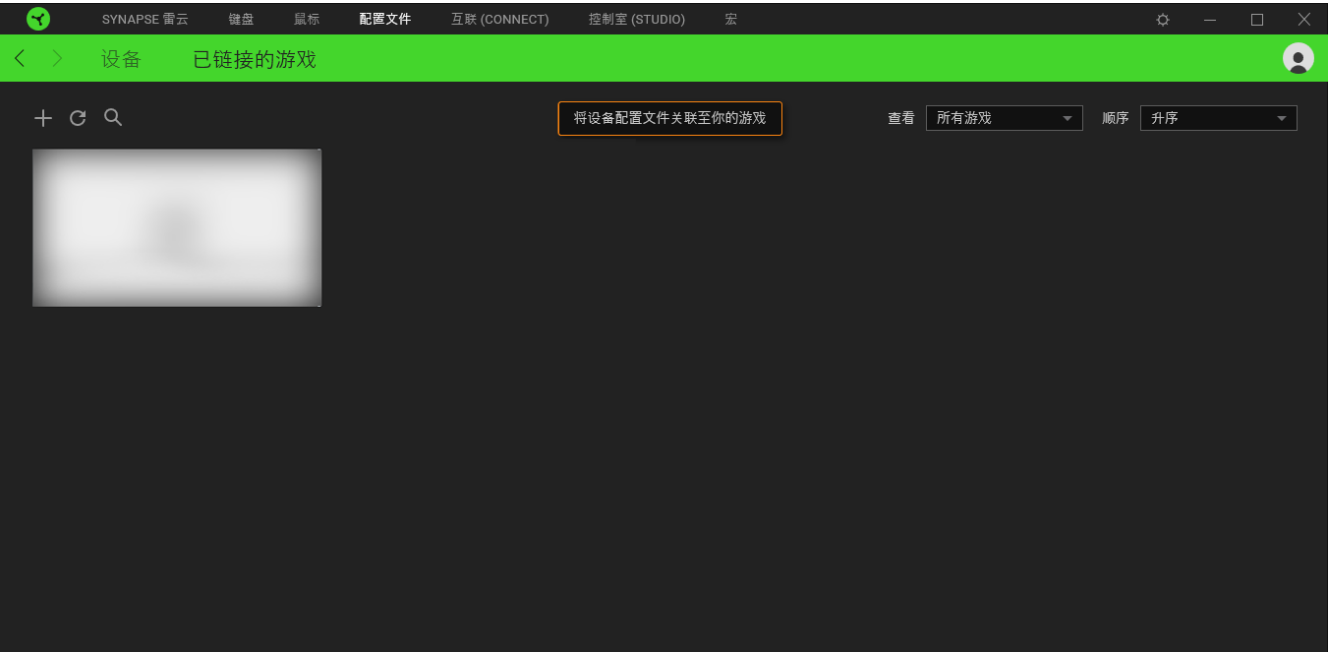 SYNAPSE 雷云 键盘 鼠标 配置文件 互联 (CONNECT) 控制室 (STUDIO) 宏
设备 已链接的游戏
将设备配置文件关联至你的游戏 查看 所有游戏 顺序 升序